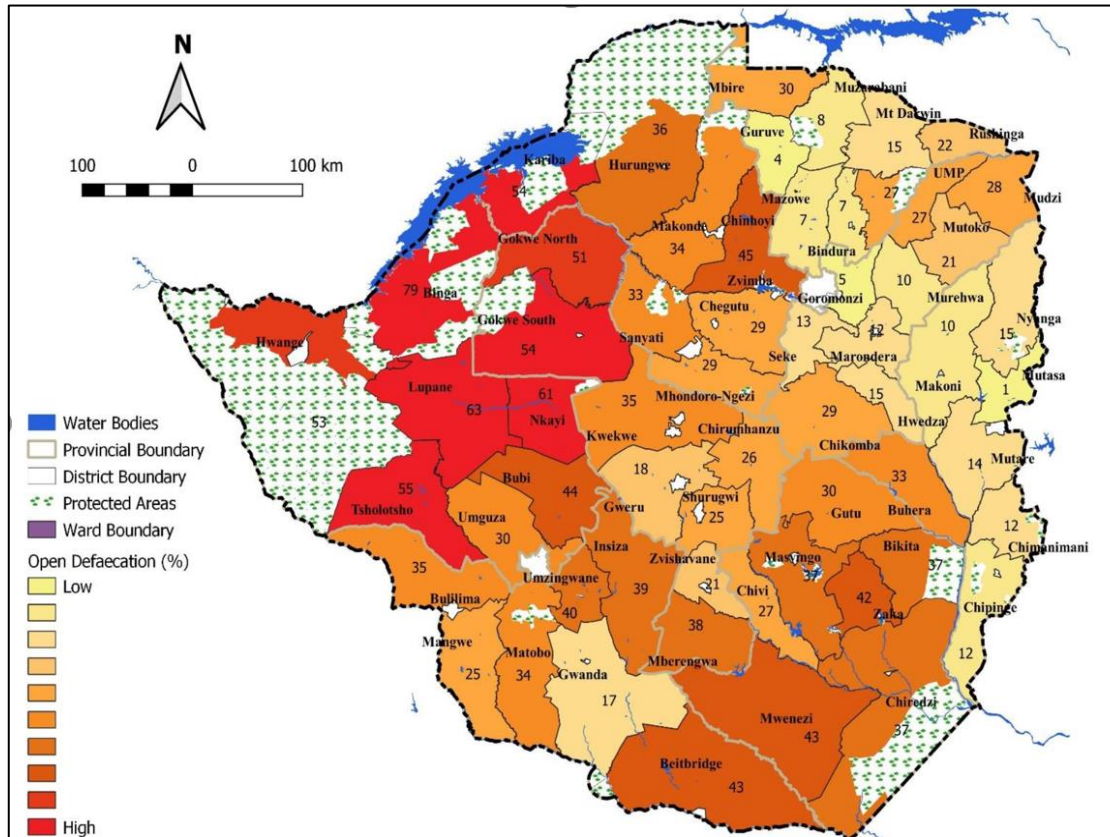 N
100 0 100 km
Mbire 30
Muzarabani
8
Mt Darwin
15
Rushinga
22
Guruve
4
36
Hurungwe
Kariba
54
UMP
27
27
28
Mudzi
Mazowe
7
7
Bindura
Mutoko
21
Makonde
34
Chinhoyi
45
Zvimba
Gokwe North
51
5
Goromonzi
10
Murehwa
79
Binga
33
Sanyati
Chegutu
29
13
Seke
12
Marondera
10
Makoni
Nyanga
15
Mutasa
1
Gokwe South
54
Hwange
53
29
Mhondoro-Ngezi
15
Hwedza
Lupane
63
61
Nkayi
35
Kwekwe
Chirumhanzu
26
29
Chikomba
14
Mutare
18
Gweru
Shurugwi
25
33
Buhera
30
Gutu
12
Chimanimani
55
Tsholotsho
Bubi
44
Umguza
30
Insiza
39
Zvishavane
21
Masvingo
37
Bikita
37
42
Zaka
Chivi
27
Chipinge
12
35
Bulilima
Umzingwane
40
38
Mberengwa
Mangwe
25
Matobo
34
Gwanda
17
Chiredzi
37
Mwenezi
43
Beitbridge
43
Water Bodies
Provincial Boundary
District Boundary
Protected Areas
Ward Boundary
Open Defaecation (%)
Low
High